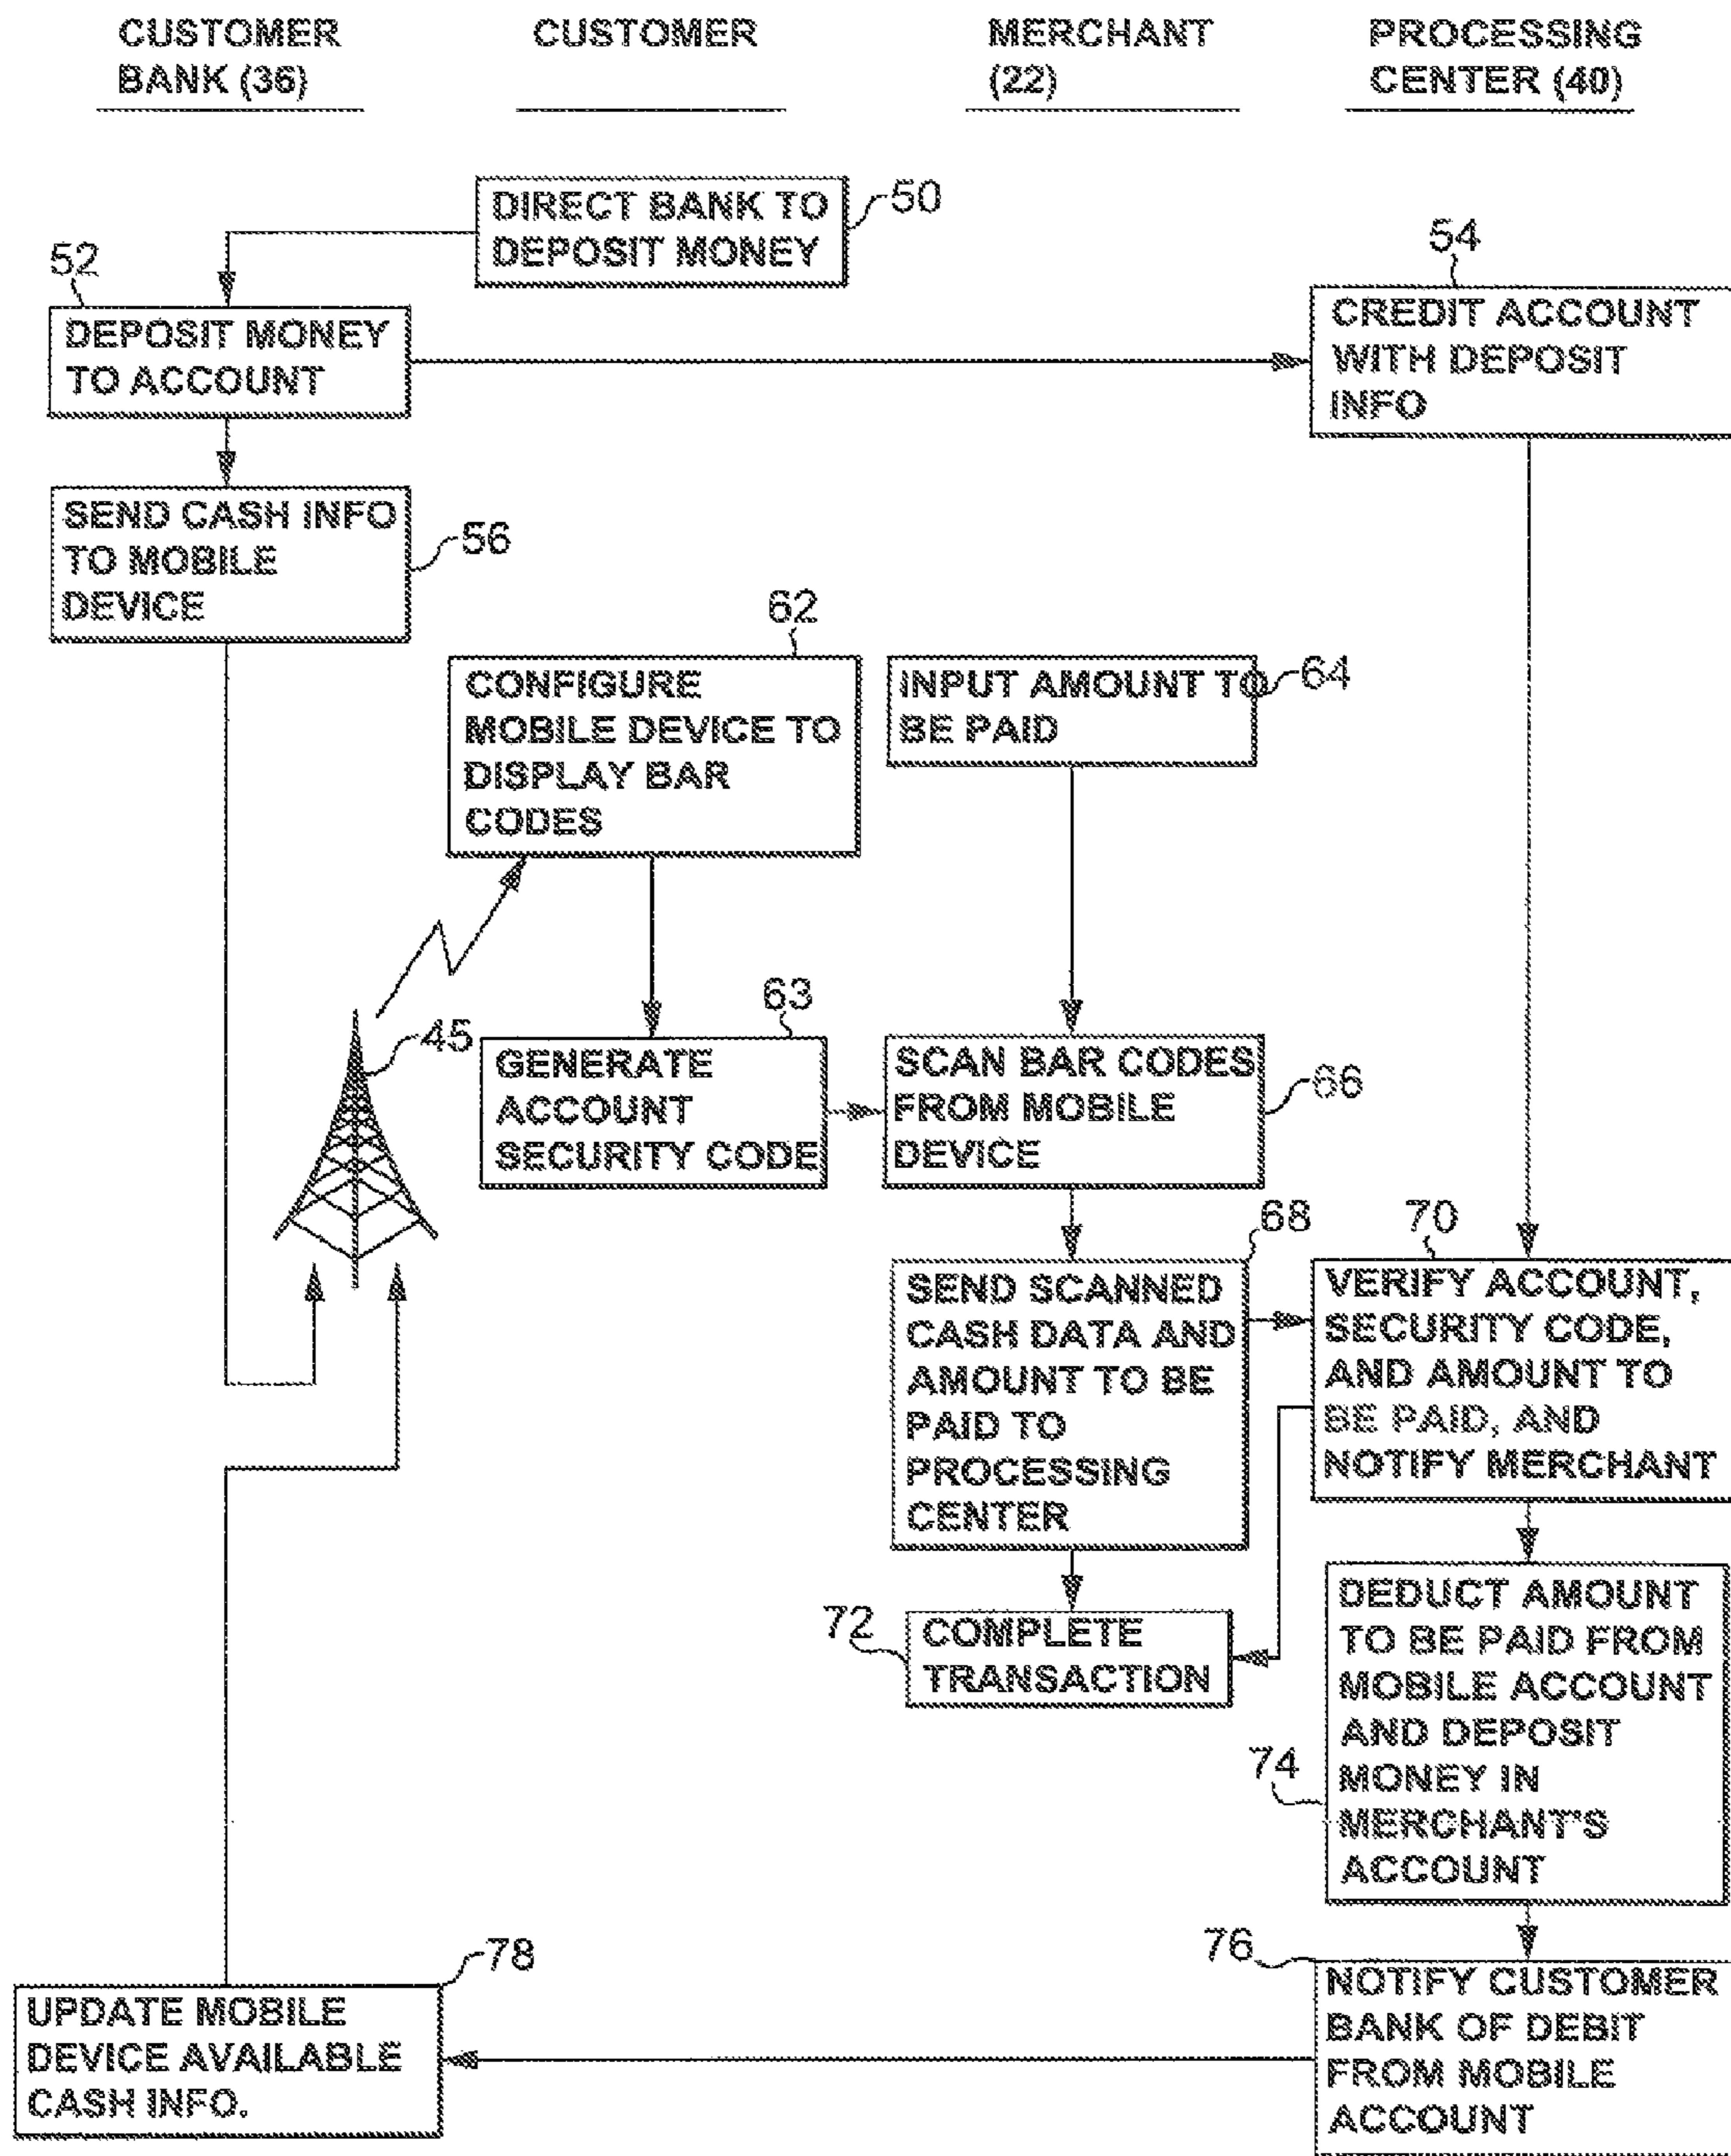 CUSTOMER
BANK (36)
CUSTOMER
MERCHANT
(22)
PROCESSING
CENTER (40)
DIRECT BANK TO
DEPOSIT MONEY
50
52
DEPOSIT MONEY
TO ACCOUNT
54
CREDIT ACCOUNT
WITH DEPOSIT
INFO
SEND CASH INFO
TO MOBILE
DEVICE
56
62
CONFIGURE
MOBILE DEVICE TO
DISPLAY BAR
CODES
INPUT AMOUNT TO
BE PAID
64
45
63
GENERATE
ACCOUNT
SECURITY CODE
SCAN BAR CODES
FROM MOBILE
DEVICE
66
68
SEND SCANNED
CASH DATA AND
AMOUNT TO BE
PAID TO
PROCESSING
CENTER
70
VERIFY ACCOUNT,
SECURITY CODE,
AND AMOUNT TO
BE PAID, AND
NOTIFY MERCHANT
72
COMPLETE
TRANSACTION
74
DEDUCT AMOUNT
TO BE PAID FROM
MOBILE ACCOUNT
AND DEPOSIT
MONEY IN
MERCHANT'S
ACCOUNT
76
NOTIFY CUSTOMER
BANK OF DEBIT
FROM MOBILE
ACCOUNT
78
UPDATE MOBILE
DEVICE AVAILABLE
CASH INFO.